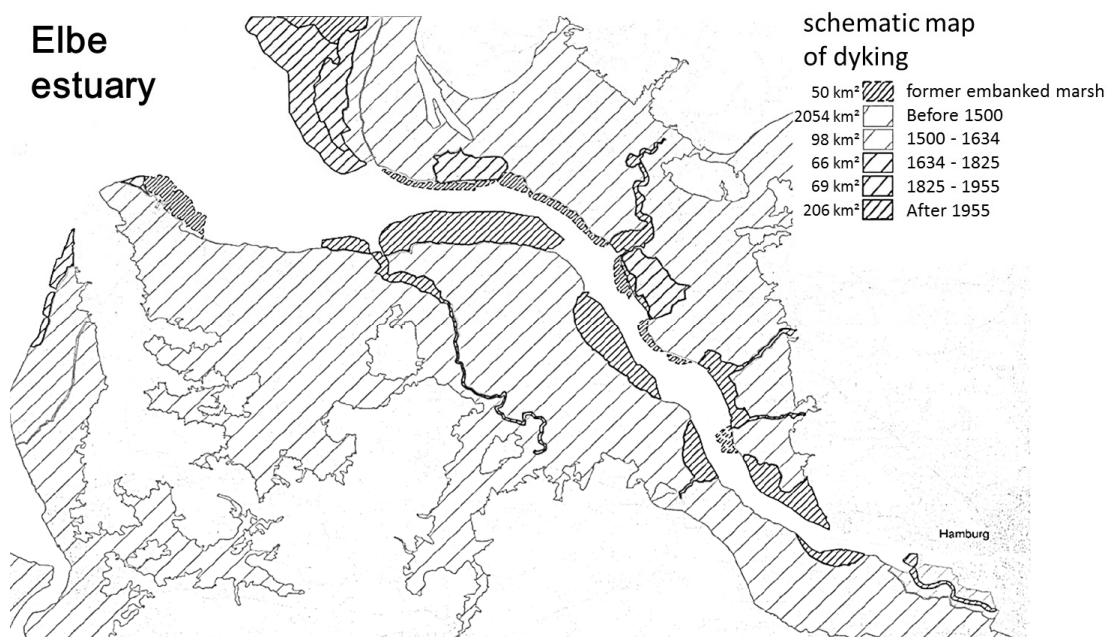 Elbe
estuary
schematic map
of dyking
50 km² former embanked marsh
2054 km² Before 1500
98 km² 1500 - 1634
66 km² 1634 - 1825
69 km² 1825 - 1955
206 km² After 1955
Hamburg